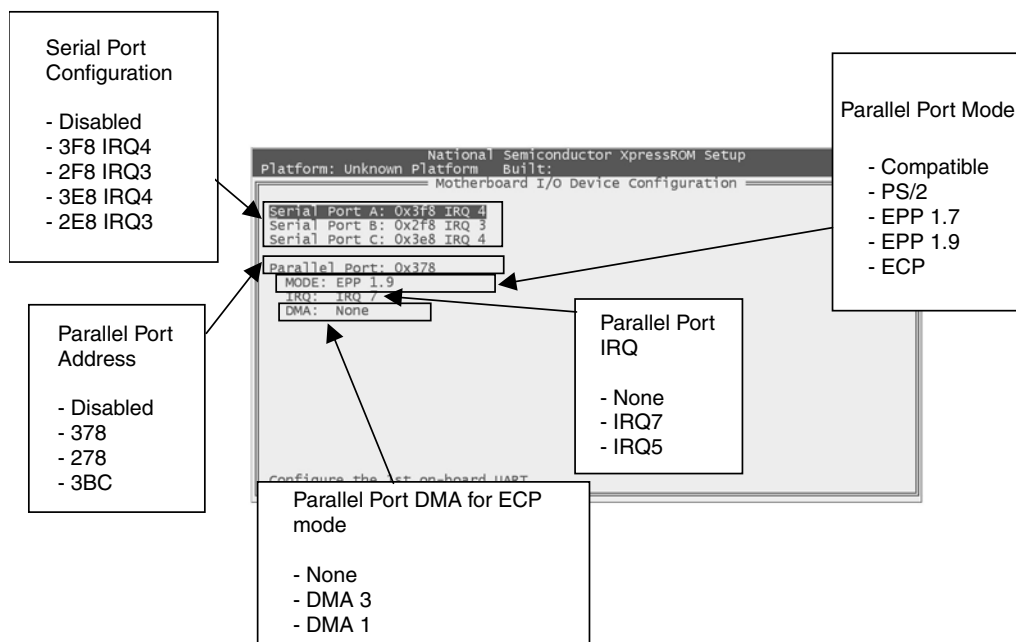 Serial Port
Configuration
- Disabled
- 3F8 IRQ4
- 2F8 IRQ3
- 3E8 IRQ4
- 2E8 IRQ3
Parallel Port Mode
- Compatible
- PS/2
- EPP 1.7
- EPP 1.9
- ECP
National Semiconductor XpressROM Setup
Platform: Unknown Platform Built:
Motherboard I/O Device Configuration
Serial Port A: 0x3f8 IRQ 4
Serial Port B: 0x2f8 IRQ 3
Serial Port C: 0x3e8 IRQ 4
Parallel Port: 0x378
MODE: EPP 1.9
IRQ: IRQ 7
DMA: None
Configure the 1st on-board UART
Parallel Port
Address
- Disabled
- 378
- 278
- 3BC
Parallel Port
IRQ
- None
- IRQ7
- IRQ5
Parallel Port DMA for ECP
mode
- None
- DMA 3
- DMA 1